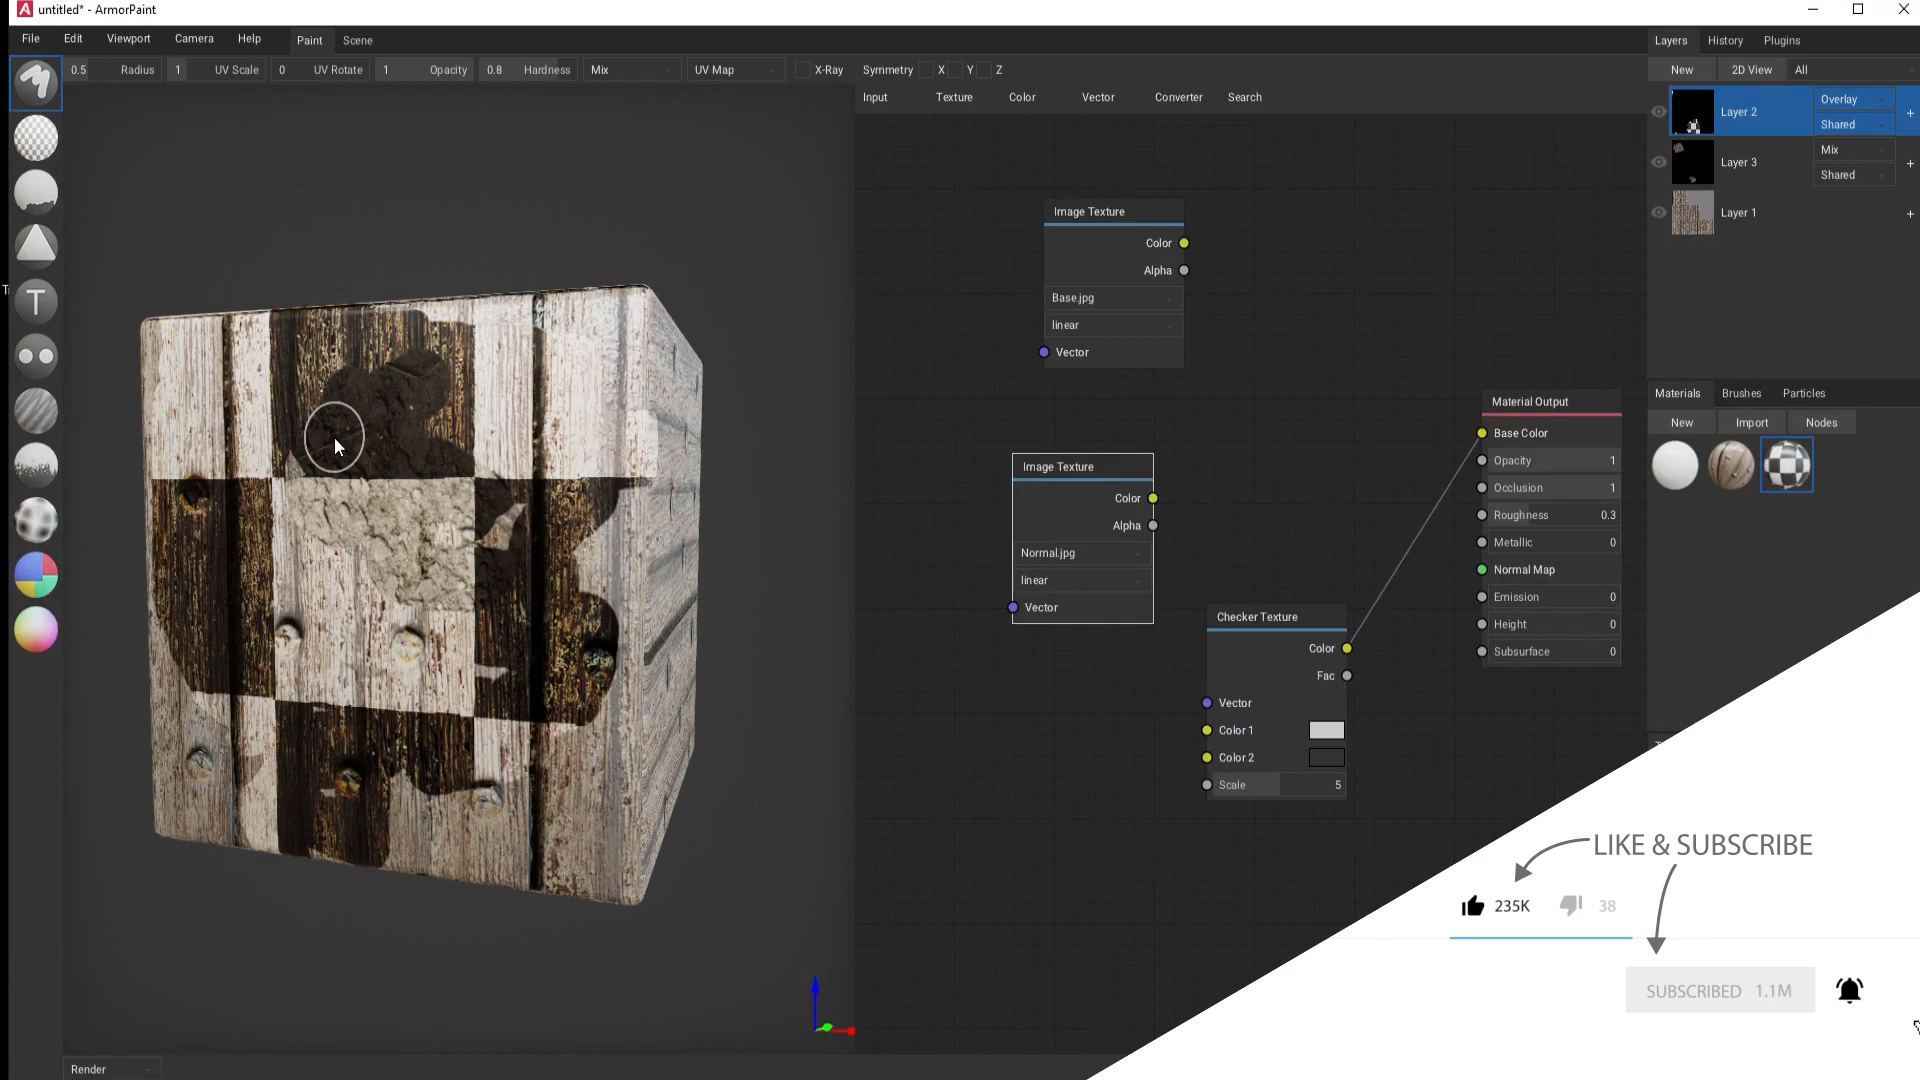 untitled* - ArmorPaint
File Edit Viewport Camera Help Paint Scene
Layers History Plugins
0.5 Radius 1 UV Scale 0 UV Rotate 1 Opacity 0.8 Hardness Mix UV Map X-Ray Symmetry X Y Z
New 2D View All
Input Texture Color Vector Converter Search
Layer 2 Overlay Shared
Layer 3 Mix Shared
Layer 1
Image Texture
Color
Alpha
Base.jpg
linear
Vector
Image Texture
Color
Alpha
Normal.jpg
linear
Vector
Checker Texture
Color
Fac
Vector
Color 1
Color 2
Scale 5
Material Output
Base Color
Opacity 1
Occlusion 1
Roughness 0.3
Metallic 0
Normal Map
Emission 0
Height 0
Subsurface 0
Materials Brushes Particles
New Import Nodes
T
LIKE & SUBSCRIBE
235K 38
SUBSCRIBED 1.1M
Render